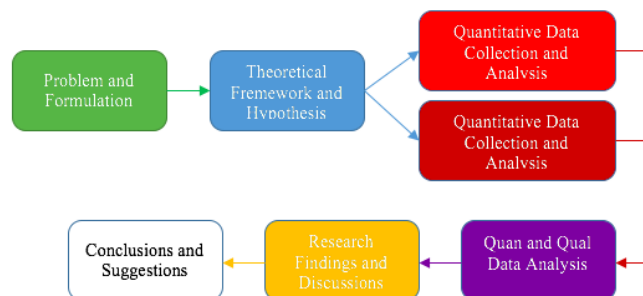 Problem and
Formulation
Theoretical
Fremework and
Hypothesis
Quantitative Data
Collection and
Analysis
Quantitative Data
Collection and
Analysis
Conclusions and
Suggestions
Research
Findings and
Discussions
Quan and Qual
Data Analysis